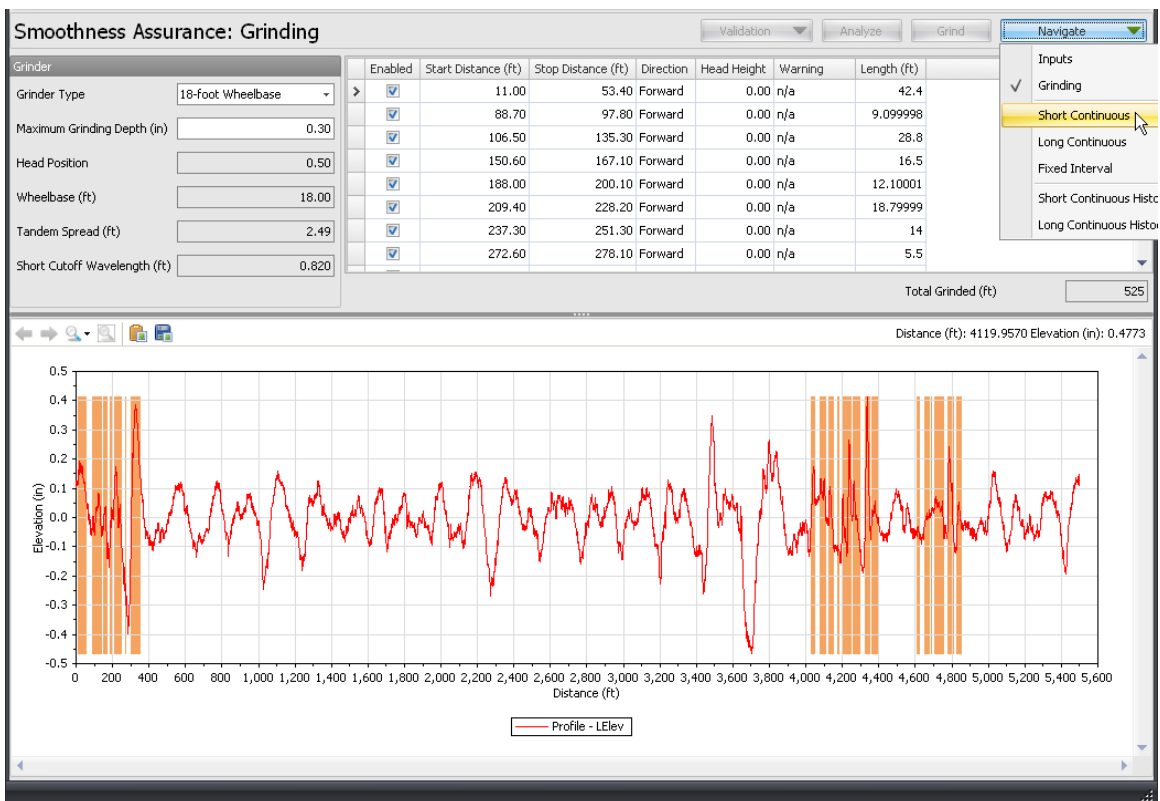 Smoothness Assurance: Grinding
Validation Analyze Grind Navigate
Inputs
Grinding
Short Continuous
Long Continuous
Fixed Interval
Short Continuous Histo
Long Continuous Histo
Grinder
Grinder Type 18-foot Wheelbase
Maximum Grinding Depth (in) 0.30
Head Position 0.50
Wheelbase (ft) 18.00
Tandem Spread (ft) 2.49
Short Cutoff Wavelength (ft) 0.820
Enabled Start Distance (ft) Stop Distance (ft) Direction Head Height Warning Length (ft)
11.00 53.40 Forward 0.00 n/a 42.4
88.70 97.80 Forward 0.00 n/a 9.099998
106.50 135.30 Forward 0.00 n/a 28.8
150.60 167.10 Forward 0.00 n/a 16.5
188.00 200.10 Forward 0.00 n/a 12.10001
209.40 228.20 Forward 0.00 n/a 18.79999
237.30 251.30 Forward 0.00 n/a 14
272.60 278.10 Forward 0.00 n/a 5.5
Total Grinded (ft) 525
Distance (ft): 4119.9570 Elevation (in): 0.4773
Elevation (in)
0.5
0.4
0.3
0.2
0.1
0.0
-0.1
-0.2
-0.3
-0.4
-0.5
0 200 400 600 800 1,000 1,200 1,400 1,600 1,800 2,000 2,200 2,400 2,600 2,800 3,000 3,200 3,400 3,600 3,800 4,000 4,200 4,400 4,600 4,800 5,000 5,200 5,400 5,600
Distance (ft)
Profile - LElev